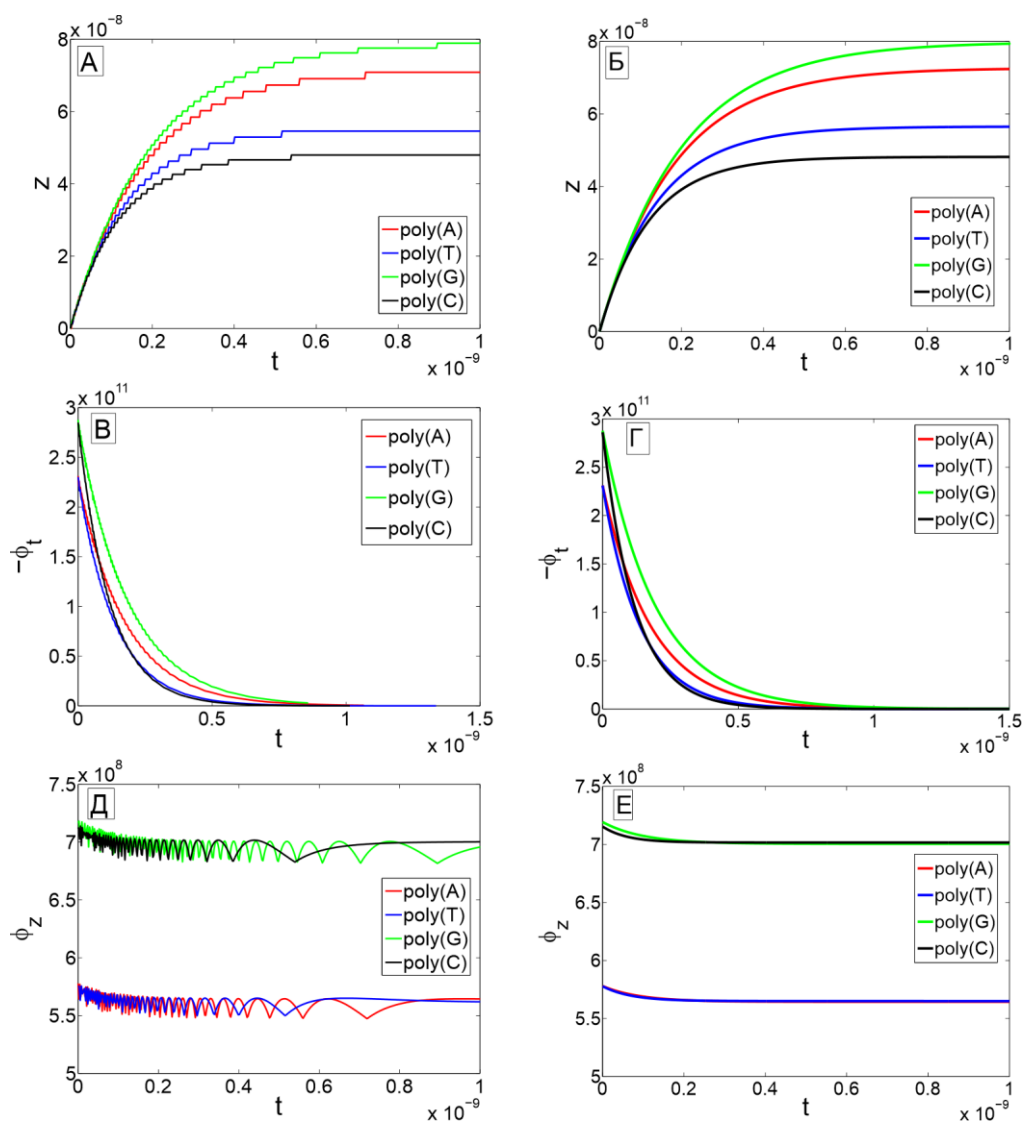 x 10⁻⁸
8
6
4
2
0
z
А
poly(A)
poly(T)
poly(G)
poly(C)
0 0.2 0.4 0.6 0.8 1
t
x 10⁻⁹
x 10⁻⁸
8
6
4
2
0
z
Б
poly(A)
poly(T)
poly(G)
poly(C)
0 0.2 0.4 0.6 0.8 1
t
x 10⁻⁹
x 10¹¹
3
2.5
2
1.5
1
0.5
0
−ϕt
В
poly(A)
poly(T)
poly(G)
poly(C)
0 0.5 1 1.5
t
x 10⁻⁹
x 10¹¹
3
2.5
2
1.5
1
0.5
0
−ϕt
Г
poly(A)
poly(T)
poly(G)
poly(C)
0 0.5 1 1.5
t
x 10⁻⁹
x 10⁸
7.5
7
6.5
6
5.5
5
ϕz
Д
poly(A)
poly(T)
poly(G)
poly(C)
0 0.2 0.4 0.6 0.8 1
t
x 10⁻⁹
x 10⁸
7.5
7
6.5
6
5.5
5
ϕz
Е
poly(A)
poly(T)
poly(G)
poly(C)
0 0.2 0.4 0.6 0.8 1
t
x 10⁻⁹